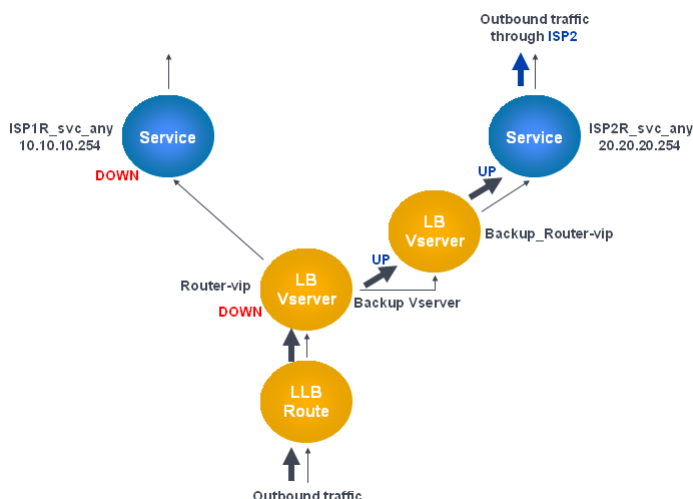 Outbound traffic
through ISP2
ISP1R_svc_any
10.10.10.254
Service
DOWN
Service
ISP2R_svc_any
20.20.20.254
UP
LB
Vserver
Backup_Router-vip
UP
Router-vip
DOWN
LB
Vserver
Backup Vserver
LLB
Route
Outbound traffic